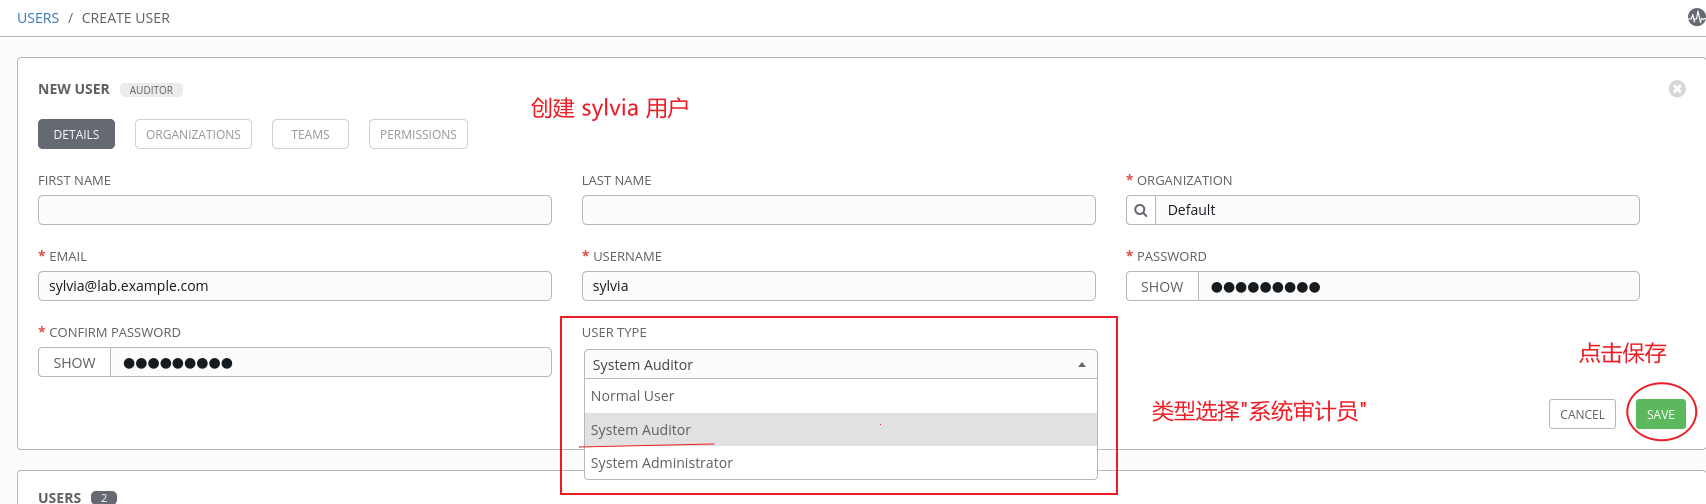 USERS / CREATE USER
NEW USER AUDITOR
创建 sylvia 用户
DETAILS ORGANIZATIONS TEAMS PERMISSIONS
FIRST NAME LAST NAME * ORGANIZATION
Default
* EMAIL * USERNAME * PASSWORD
sylvia@lab.example.com sylvia SHOW ●●●●●●●●●
* CONFIRM PASSWORD USER TYPE
SHOW ●●●●●●●●● System Auditor
点击保存
Normal User
类型选择"系统审计员"
CANCEL SAVE
System Auditor
System Administrator
USERS 2